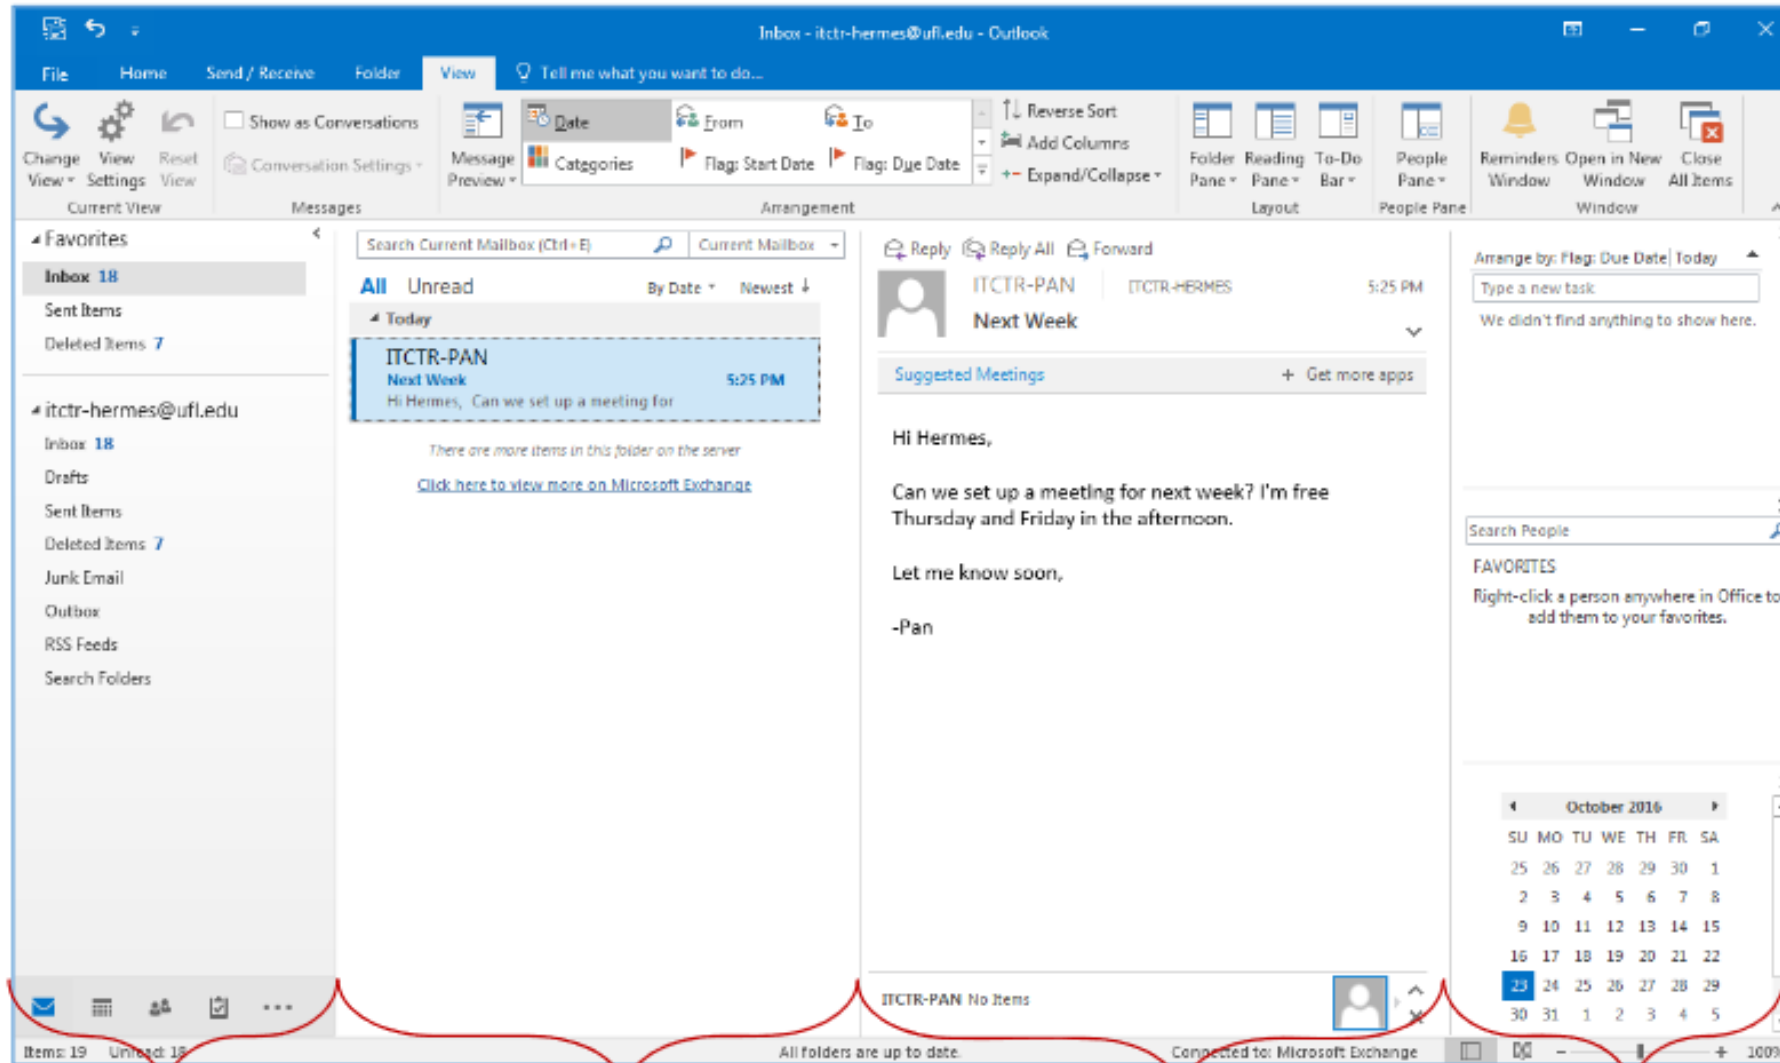 Inbox - itctr-hermes@ufl.edu - Outlook
File Home Send / Receive Folder View Tell me what you want to do...
Change View View Settings Reset View
Current View
Show as Conversations
Conversation Settings
Messages
Message Preview
Date From To
Categories Flag: Start Date Flag: Due Date
Reverse Sort
Add Columns
Expand/Collapse
Arrangement
Folder Pane Reading Pane To-Do Bar
Layout
People Pane
People Pane
Reminders Window Open in New Window Close All Items
Window
Favorites
Inbox 18
Sent Items
Deleted Items 7
itctr-hermes@ufl.edu
Inbox 18
Drafts
Sent Items
Deleted Items 7
Junk Email
Outbox
RSS Feeds
Search Folders
Search Current Mailbox (Ctrl+E) Current Mailbox
All Unread By Date Newest
Today
ITCTR-PAN
Next Week 5:25 PM
Hi Hermes, Can we set up a meeting for
There are more items in this folder on the server
Click here to view more on Microsoft Exchange
Reply Reply All Forward
ITCTR-PAN ITCTR-HERMES 5:25 PM
Next Week
Suggested Meetings + Get more apps
Hi Hermes,
Can we set up a meeting for next week? I'm free
Thursday and Friday in the afternoon.
Let me know soon,
-Pan
ITCTR-PAN No Items
Arrange by: Flag: Due Date Today
Type a new task
We didn't find anything to show here.
Search People
FAVORITES
Right-click a person anywhere in Office to
add them to your favorites.
October 2016
SU MO TU WE TH FR SA
25 26 27 28 29 30 1
2 3 4 5 6 7 8
9 10 11 12 13 14 15
16 17 18 19 20 21 22
23 24 25 26 27 28 29
30 31 1 2 3 4 5
Items: 19 Unread: 18 All folders are up to date. Connected to: Microsoft Exchange 100%